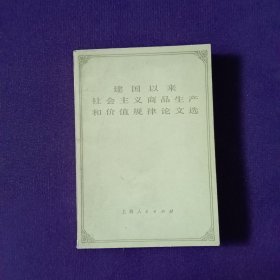 建国以来
社会主义商品生产
和价值规律论文选
上海人民出版社